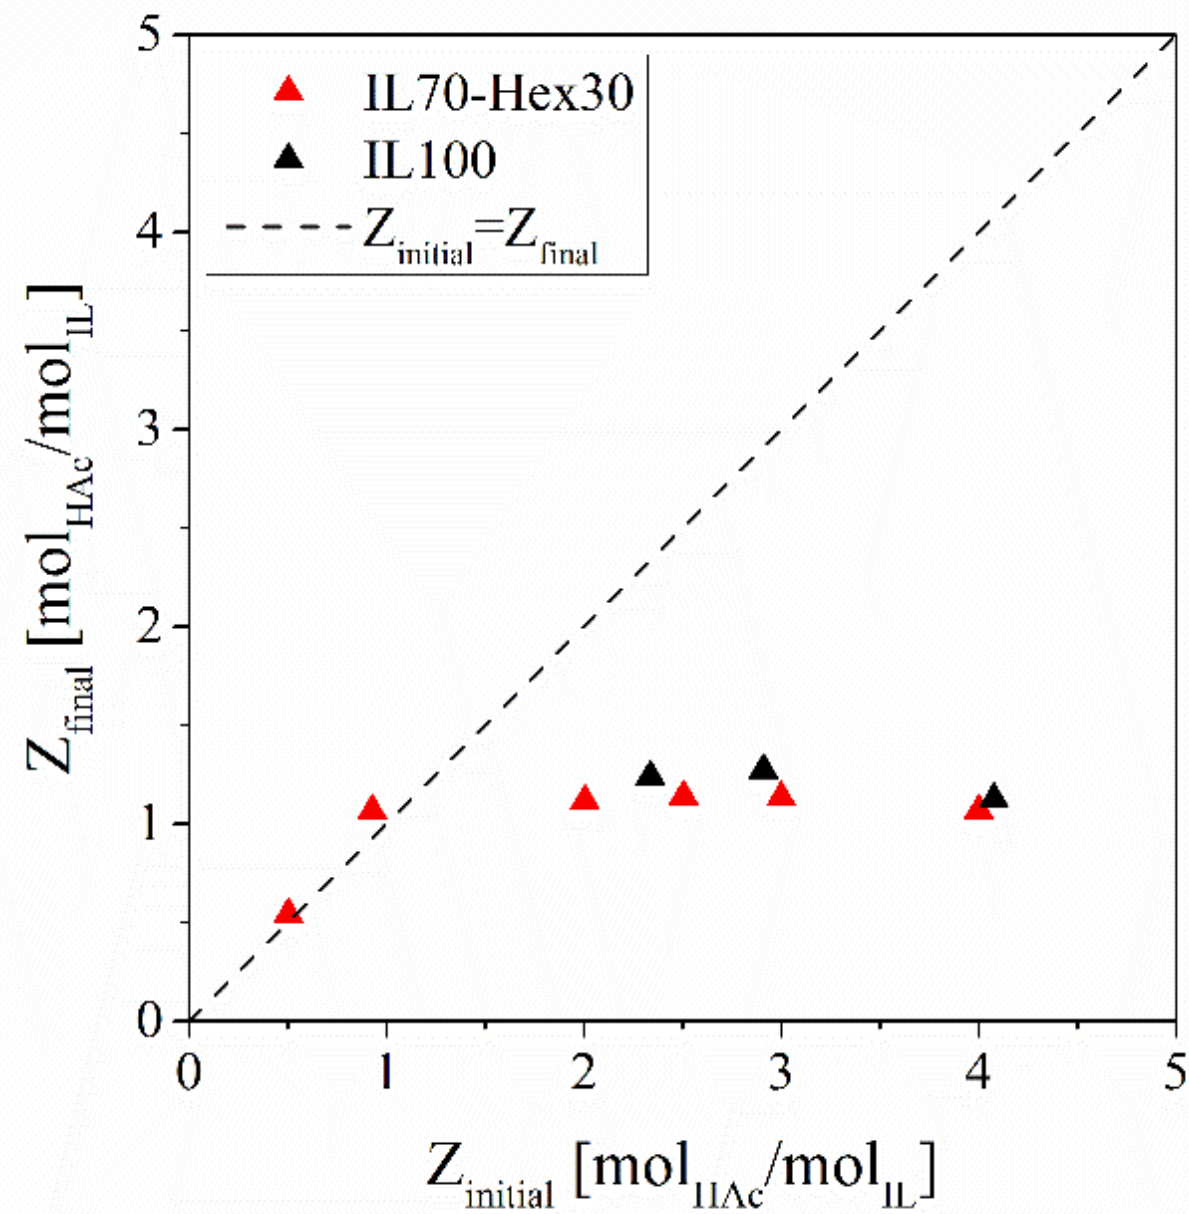 5
4
3
2
1
0
IL70-Hex30
IL100
Zinitial=Zfinal
Zfinal [molHAc/molIL]
0 1 2 3 4 5
Zinitial [molHAc/molIL]